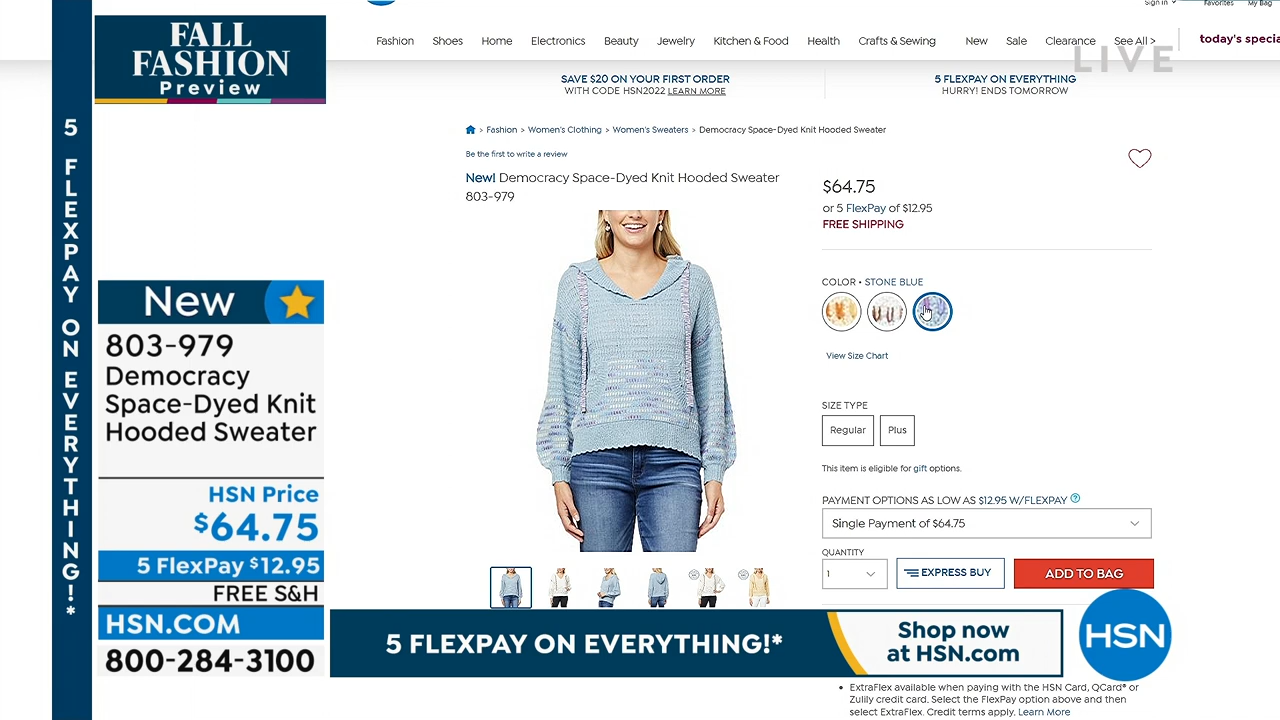 FALL
FASHION
Preview
5 FLEXPAY ON EVERYTHING!*
New
803-979
Democracy
Space-Dyed Knit
Hooded Sweater
HSN Price
$64.75
5 FlexPay $12.95
FREE S&H
HSN.COM
800-284-3100
Sign In
Favorites
My Bag
Fashion Shoes Home Electronics Beauty Jewelry Kitchen & Food Health Crafts & Sewing New Sale Clearance See All > today's specia
LIVE
SAVE $20 ON YOUR FIRST ORDER
WITH CODE HSN2022 LEARN MORE
5 FLEXPAY ON EVERYTHING
HURRY! ENDS TOMORROW
> Fashion > Women's Clothing > Women's Sweaters > Democracy Space-Dyed Knit Hooded Sweater
Be the first to write a review
New! Democracy Space-Dyed Knit Hooded Sweater
803-979
$64.75
or 5 FlexPay of $12.95
FREE SHIPPING
COLOR • STONE BLUE
View Size Chart
SIZE TYPE
Regular Plus
This item is eligible for gift options.
PAYMENT OPTIONS AS LOW AS $12.95 W/FLEXPAY ?
Single Payment of $64.75
QUANTITY
1
EXPRESS BUY
ADD TO BAG
5 FLEXPAY ON EVERYTHING!*
Shop now
at HSN.com
HSN
• ExtraFlex available when paying with the HSN Card, QCard® or
Zulily credit card. Select the FlexPay option above and then
select ExtraFlex. Credit terms apply. Learn More